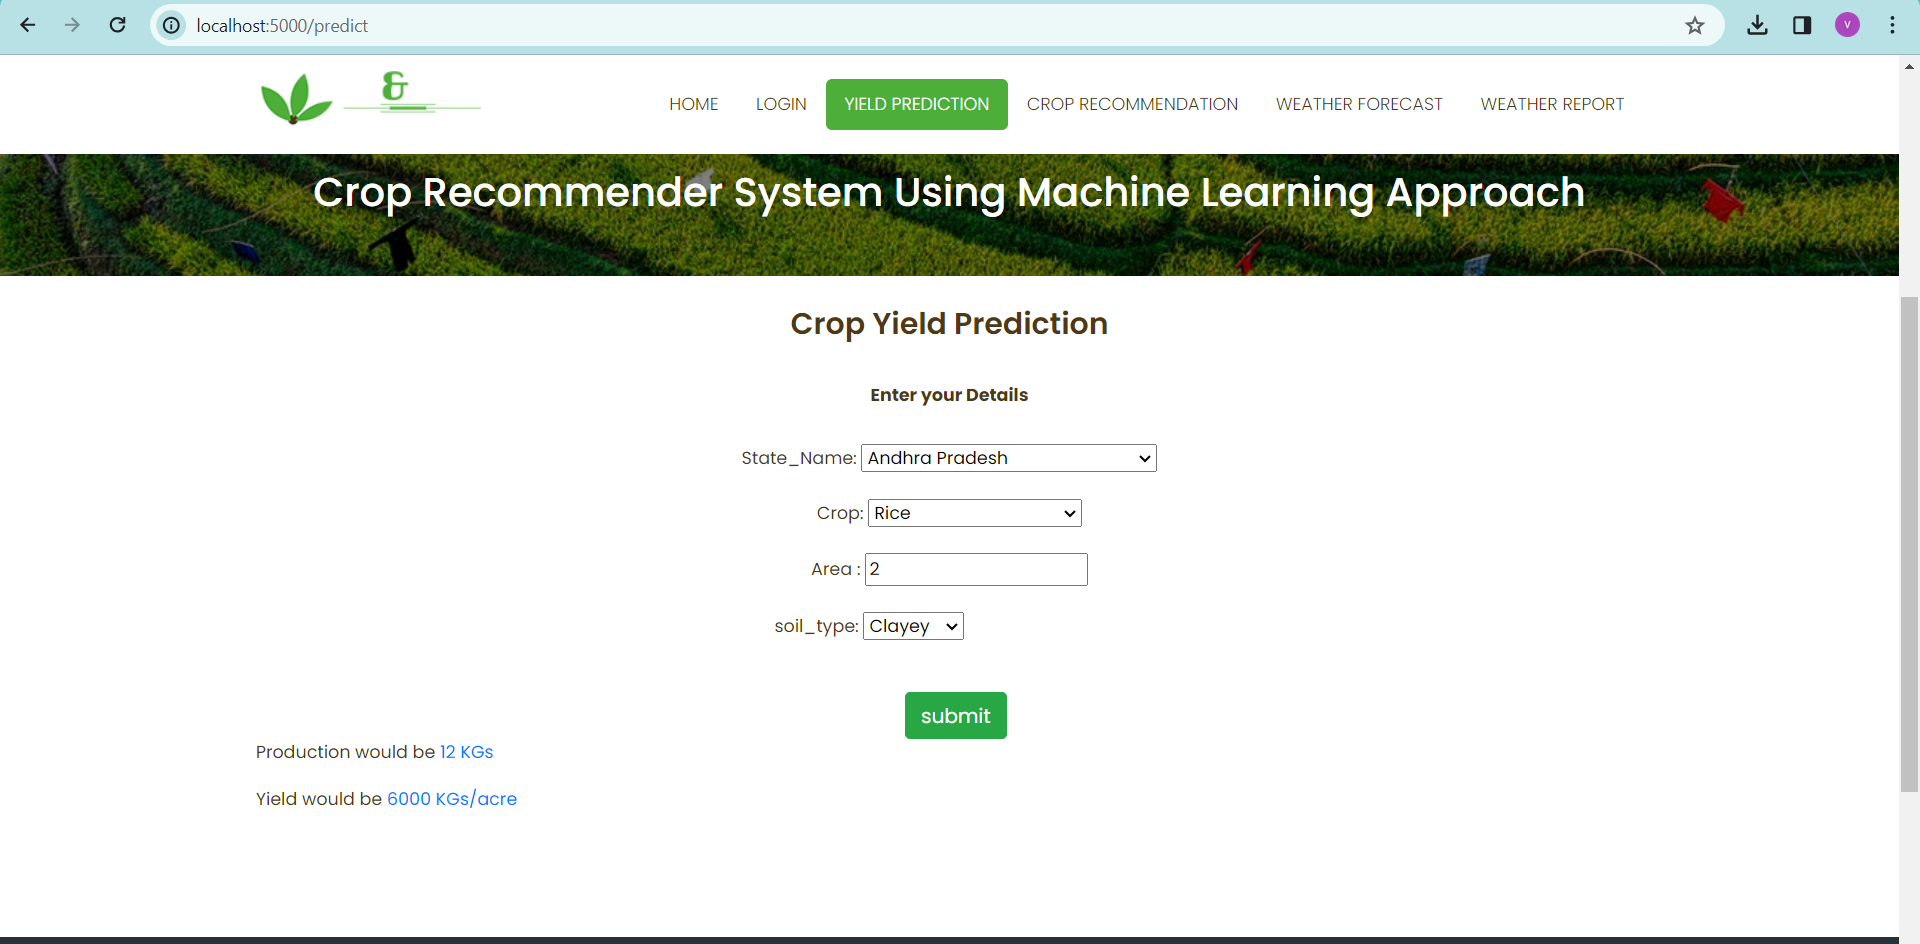 localhost:5000/predict
V
&
HOME LOGIN YIELD PREDICTION CROP RECOMMENDATION WEATHER FORECAST WEATHER REPORT
Crop Recommender System Using Machine Learning Approach
Crop Yield Prediction
Enter your Details
State_Name: Andhra Pradesh
Crop: Rice
Area : 2
soil_type: Clayey
submit
Production would be 12 KGs
Yield would be 6000 KGs/acre